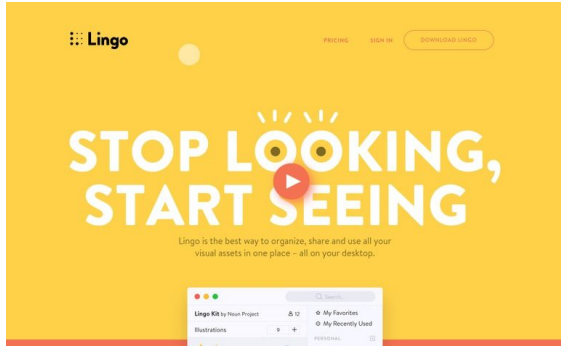 Lingo
PRICING SIGN IN DOWNLOAD LINGO
STOP LOOKING,
START SEEING
Lingo is the best way to organize, share and use all your
visual assets in one place – all on your desktop.
Search
Lingo Kit by Noun Project 12
Illustrations 9 +
My Favorites
My Recently Used
PERSONAL